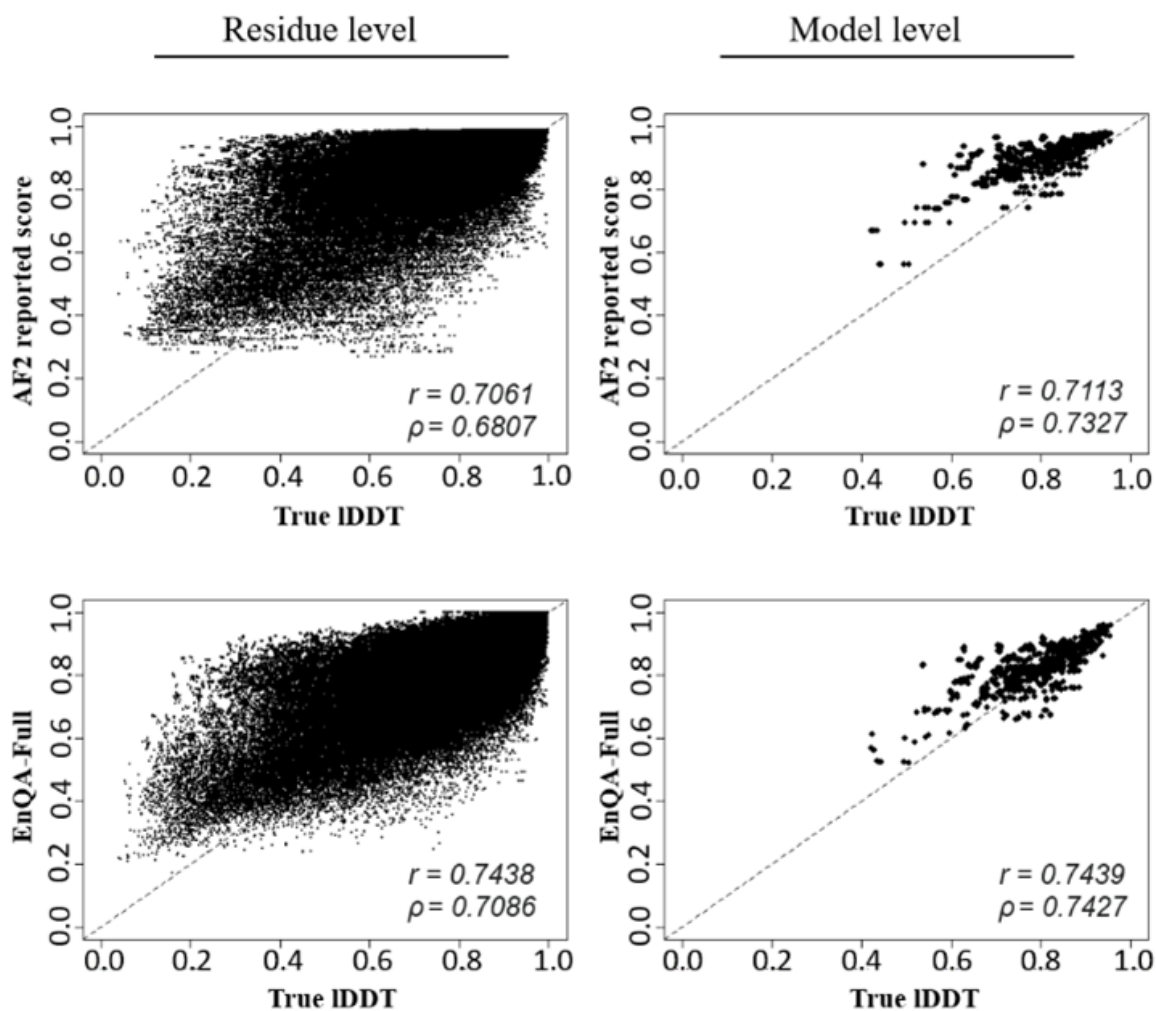 Residue level
Model level
1.0
0.8
0.6
0.4
0.2
0.0
AF2 reported score
r = 0.7061
ρ = 0.6807
0.0 0.2 0.4 0.6 0.8 1.0
True lDDT
1.0
0.8
0.6
0.4
0.2
0.0
AF2 reported score
r = 0.7113
ρ = 0.7327
0.0 0.2 0.4 0.6 0.8 1.0
True lDDT
1.0
0.8
0.6
0.4
0.2
0.0
EnQA-Full
r = 0.7438
ρ = 0.7086
0.0 0.2 0.4 0.6 0.8 1.0
True lDDT
1.0
0.8
0.6
0.4
0.2
0.0
EnQA-Full
r = 0.7439
ρ = 0.7427
0.0 0.2 0.4 0.6 0.8 1.0
True lDDT